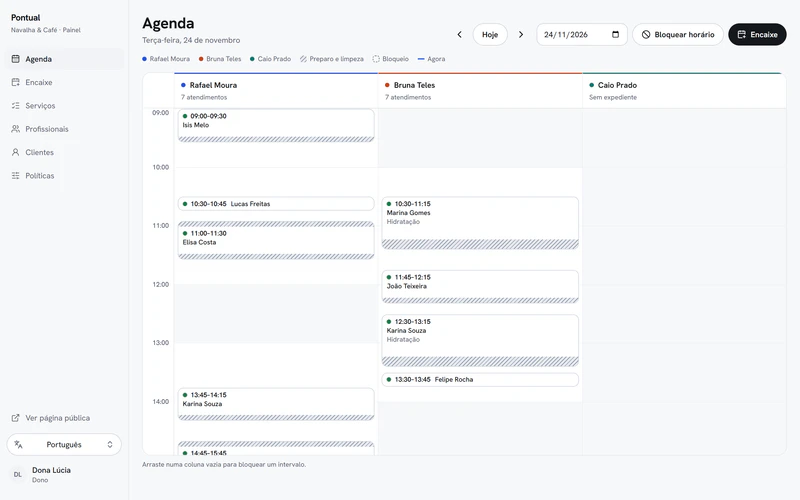 Pontual
Navalha & Café · Painel
Agenda
Encaixe
Serviços
Profissionais
Clientes
Políticas
Ver página pública
Português
DL
Dona Lúcia
Dono
Agenda
Terça-feira, 24 de novembro
Hoje
24/11/2026
Bloquear horário
Encaixe
Rafael Moura
Bruna Teles
Caio Prado
Preparo e limpeza
Bloqueio
Agora
Rafael Moura
7 atendimentos
Bruna Teles
7 atendimentos
Caio Prado
Sem expediente
09:00
10:00
11:00
12:00
13:00
14:00
09:00–09:30
Isis Melo
10:30–10:45 Lucas Freitas
11:00–11:30
Elisa Costa
13:45–14:15
Karina Souza
14:45–15:15
10:30–11:15
Marina Gomes
Hidratação
11:45–12:15
João Teixeira
12:30–13:15
Karina Souza
Hidratação
13:30–13:45 Felipe Rocha
Arraste numa coluna vazia para bloquear um intervalo.